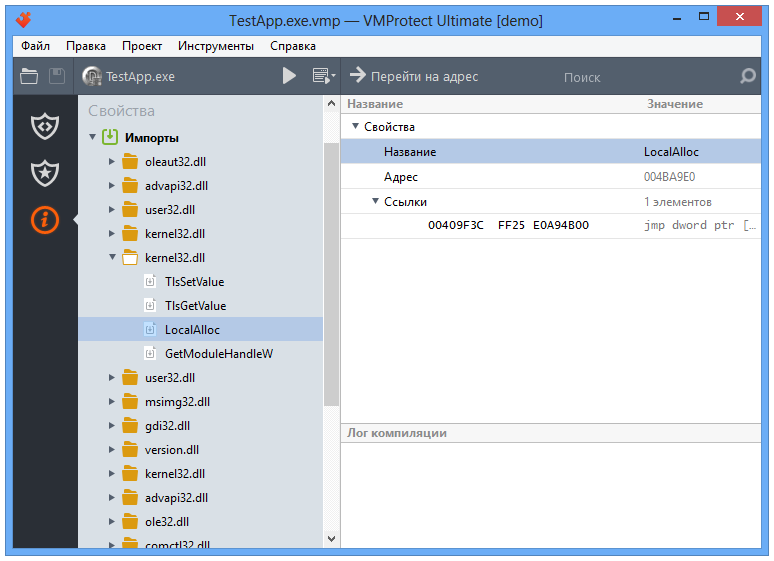 TestApp.exe.vmp — VMProtect Ultimate [demo]
Файл Правка Проект Инструменты Справка
TestApp.exe
Перейти на адрес
Поиск
Свойства
Импорты
oleaut32.dll
advapi32.dll
user32.dll
kernel32.dll
kernel32.dll
TlsSetValue
TlsGetValue
LocalAlloc
GetModuleHandleW
user32.dll
msimg32.dll
gdi32.dll
version.dll
kernel32.dll
advapi32.dll
ole32.dll
comctl32.dll
Название Значение
Свойства
Название LocalAlloc
Адрес 004BA9E0
Ссылки 1 элементов
00409F3C FF25 E0A94B00 jmp dword ptr [...
Лог компиляции